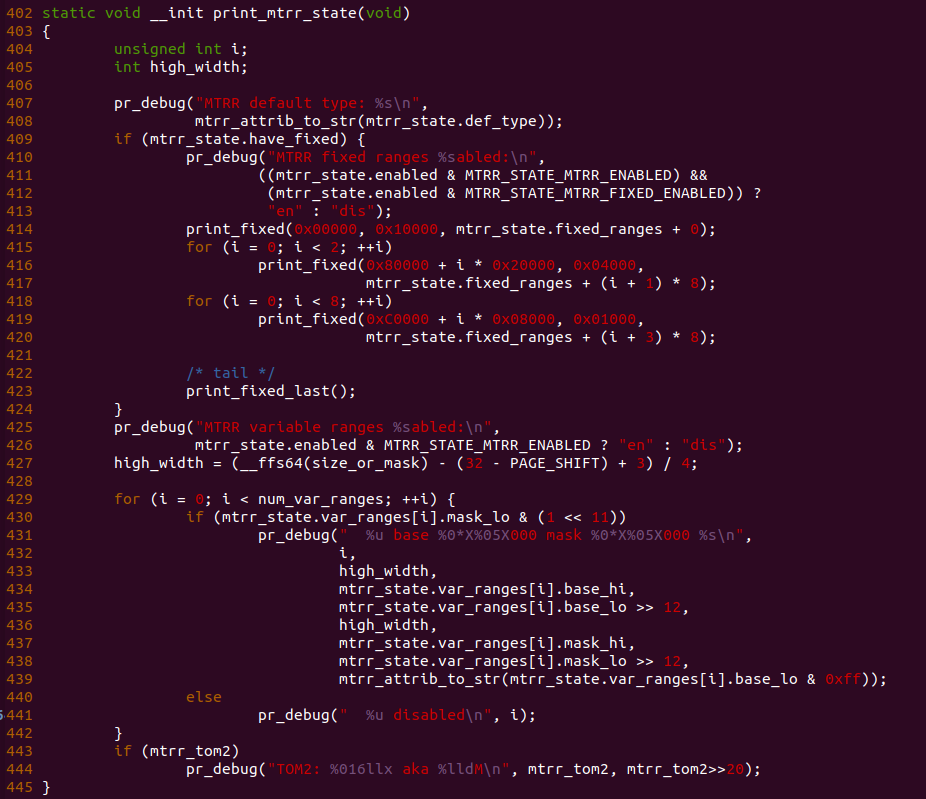 402 static void __init print_mtrr_state(void)
403 {
404         unsigned int i;
405         int high_width;
406
407         pr_debug("MTRR default type: %s\n",
408                  mtrr_attrib_to_str(mtrr_state.def_type));
409         if (mtrr_state.have_fixed) {
410                 pr_debug("MTRR fixed ranges %sabled:\n",
411                         ((mtrr_state.enabled & MTRR_STATE_MTRR_ENABLED) &&
412                          (mtrr_state.enabled & MTRR_STATE_MTRR_FIXED_ENABLED)) ?
413                          "en" : "dis");
414                 print_fixed(0x00000, 0x10000, mtrr_state.fixed_ranges + 0);
415                 for (i = 0; i < 2; ++i)
416                         print_fixed(0x80000 + i * 0x20000, 0x04000,
417                                     mtrr_state.fixed_ranges + (i + 1) * 8);
418                 for (i = 0; i < 8; ++i)
419                         print_fixed(0xC0000 + i * 0x08000, 0x01000,
420                                     mtrr_state.fixed_ranges + (i + 3) * 8);
421
422                 /* tail */
423                 print_fixed_last();
424         }
425         pr_debug("MTRR variable ranges %sabled:\n",
426                  mtrr_state.enabled & MTRR_STATE_MTRR_ENABLED ? "en" : "dis");
427         high_width = (__ffs64(size_or_mask) - (32 - PAGE_SHIFT) + 3) / 4;
428
429         for (i = 0; i < num_var_ranges; ++i) {
430                 if (mtrr_state.var_ranges[i].mask_lo & (1 << 11))
431                         pr_debug("  %u base %0*X%05X000 mask %0*X%05X000 %s\n",
432                                  i,
433                                  high_width,
434                                  mtrr_state.var_ranges[i].base_hi,
435                                  mtrr_state.var_ranges[i].base_lo >> 12,
436                                  high_width,
437                                  mtrr_state.var_ranges[i].mask_hi,
438                                  mtrr_state.var_ranges[i].mask_lo >> 12,
439                                  mtrr_attrib_to_str(mtrr_state.var_ranges[i].base_lo & 0xff));
440                 else
441                         pr_debug("  %u disabled\n", i);
442         }
443         if (mtrr_tom2)
444                 pr_debug("TOM2: %016llx aka %lldM\n", mtrr_tom2, mtrr_tom2>>20);
445 }